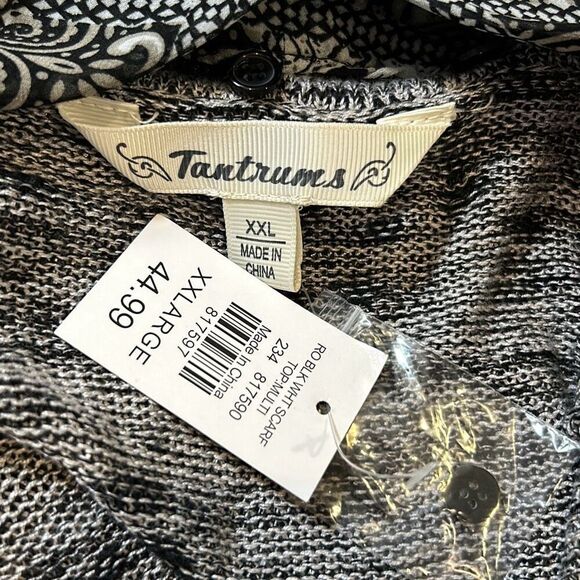 Tantrums
XXL
MADE IN
CHINA
RO BLK WHT SCARF
TOP:MULTI
234 817590
Made In China
817597
XXLARGE
44.99